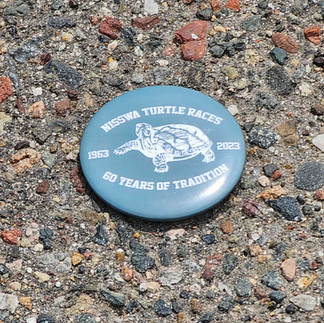 NISSWA TURTLE RACES
1963 2023
60 YEARS OF TRADITION